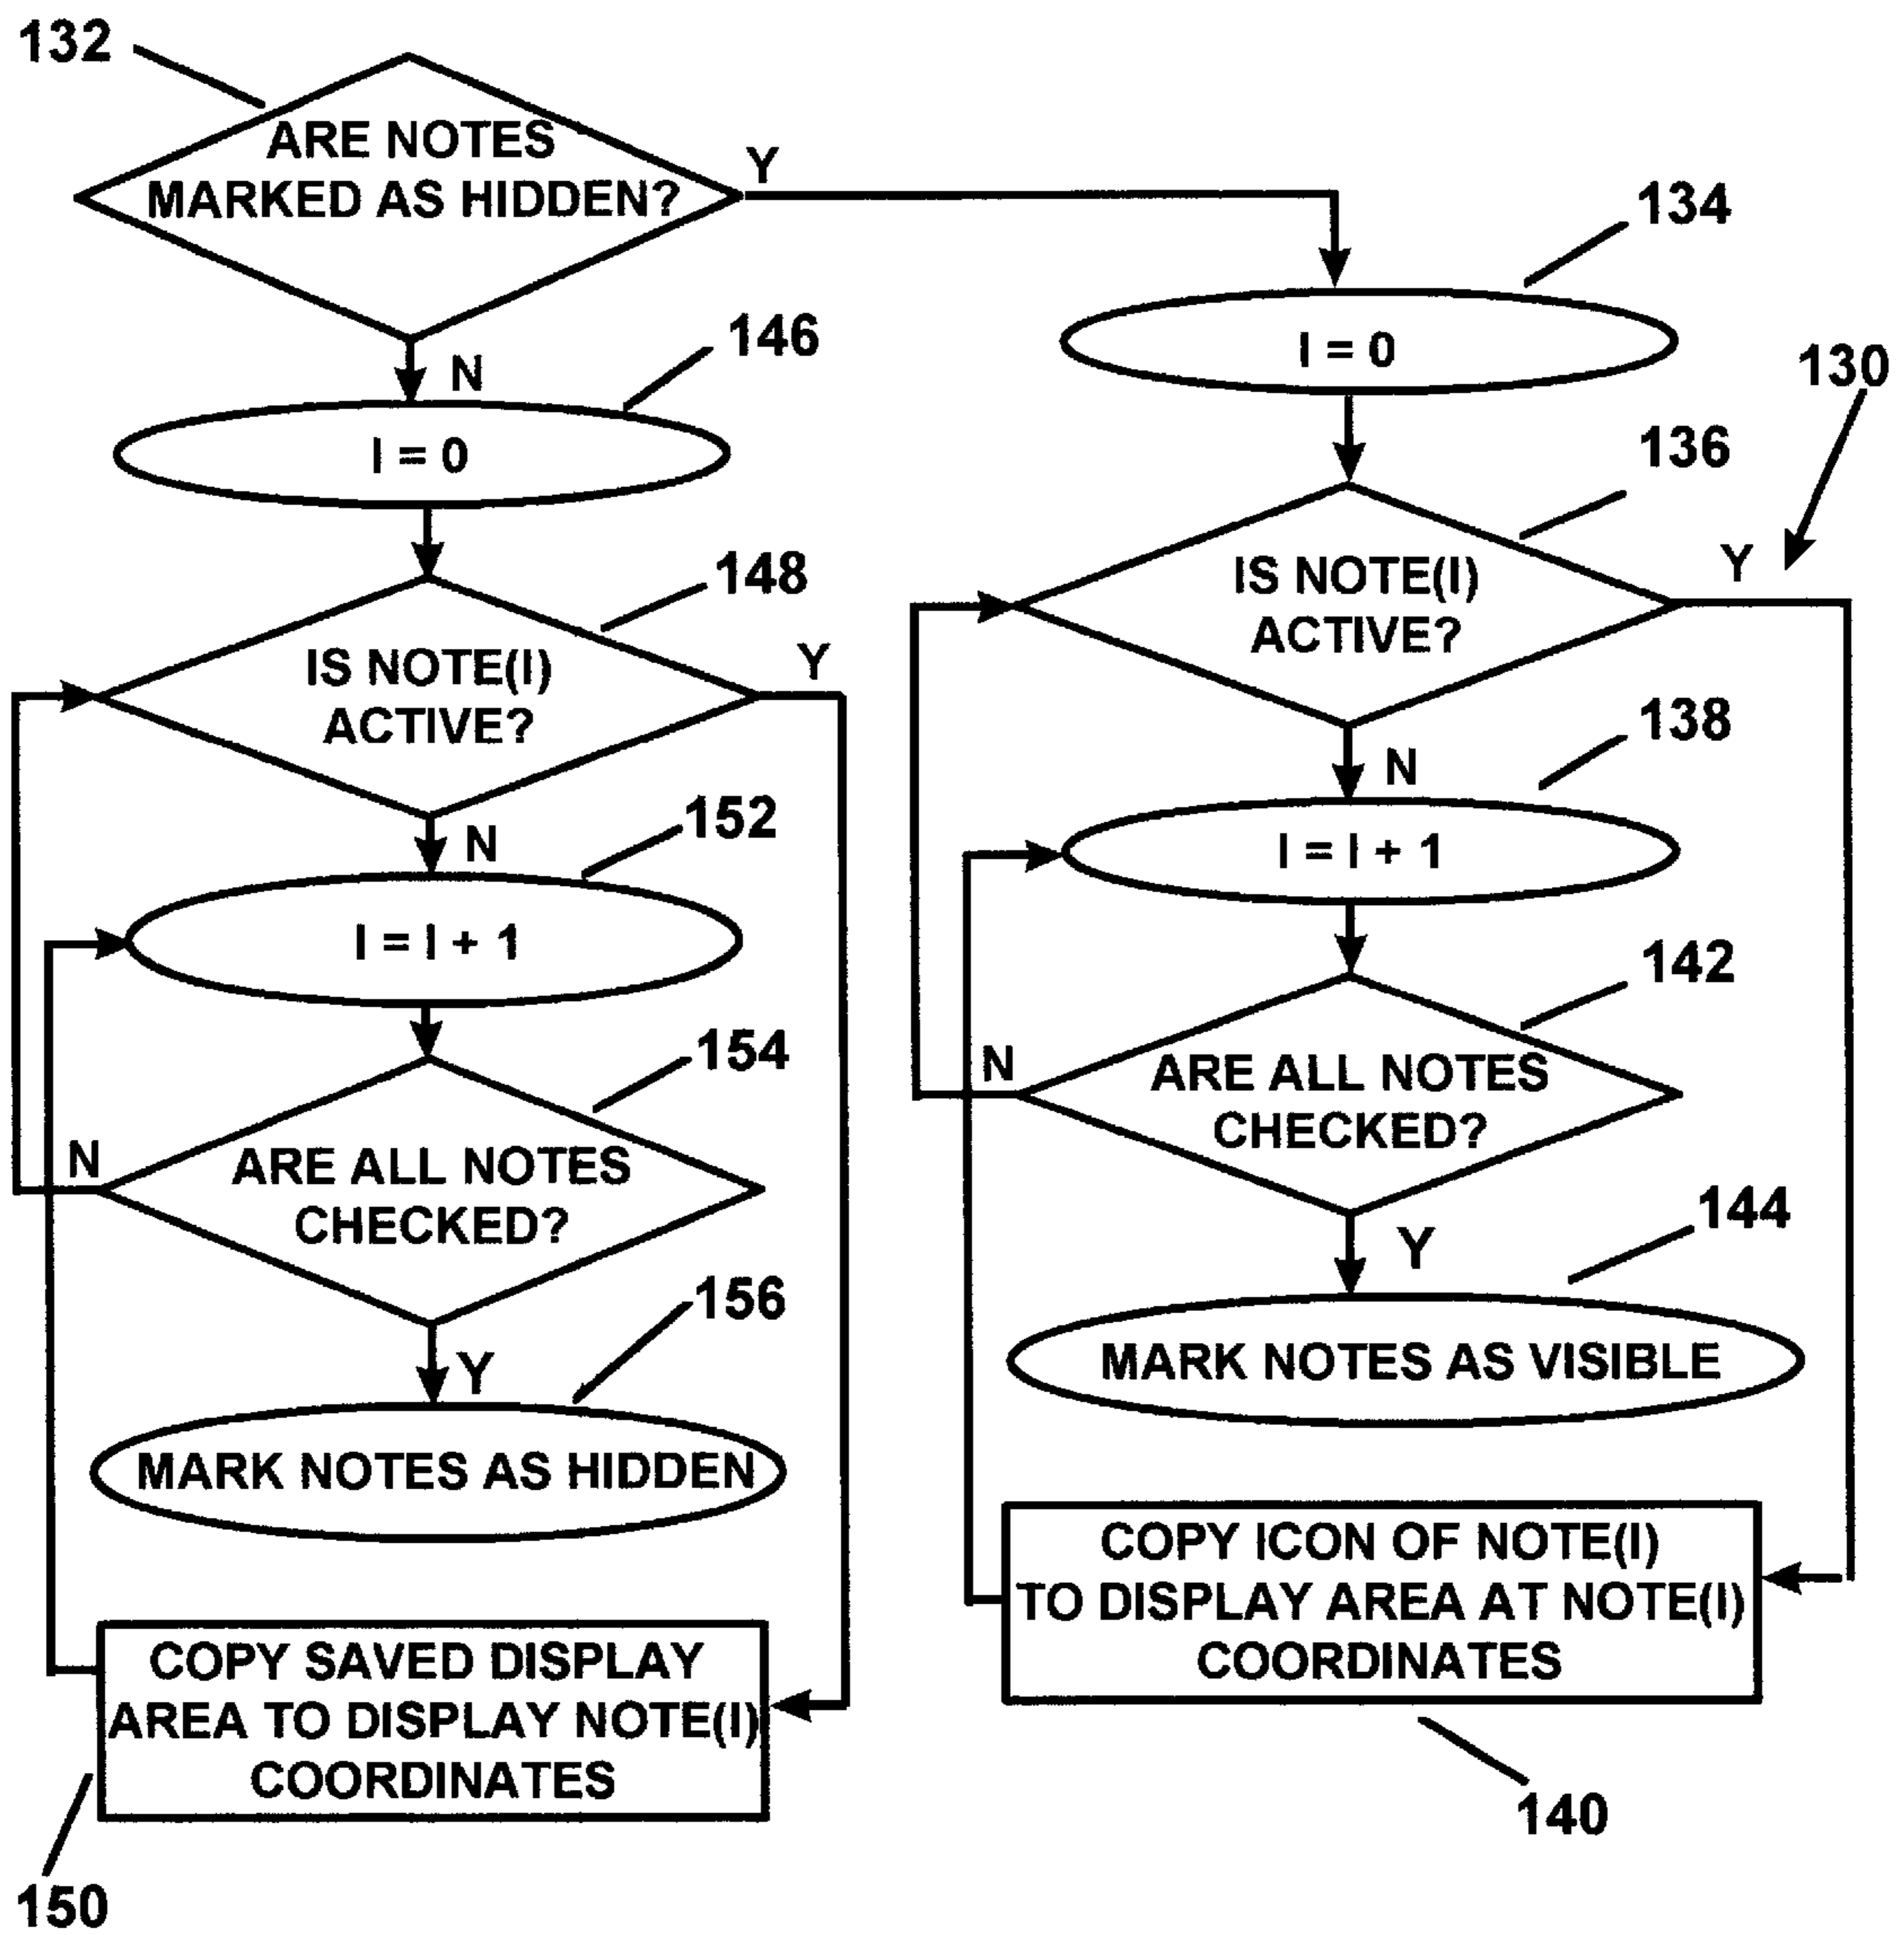 132
ARE NOTES
MARKED AS HIDDEN?
Y
N
146
I = 0
148
IS NOTE(I)
ACTIVE?
Y
N
152
I = I + 1
154
N
ARE ALL NOTES
CHECKED?
Y
156
MARK NOTES AS HIDDEN
COPY SAVED DISPLAY
AREA TO DISPLAY NOTE(I)
COORDINATES
150
134
I = 0
130
136
IS NOTE(I)
ACTIVE?
Y
N
138
I = I + 1
142
N
ARE ALL NOTES
CHECKED?
Y
144
MARK NOTES AS VISIBLE
COPY ICON OF NOTE(I)
TO DISPLAY AREA AT NOTE(I)
COORDINATES
140